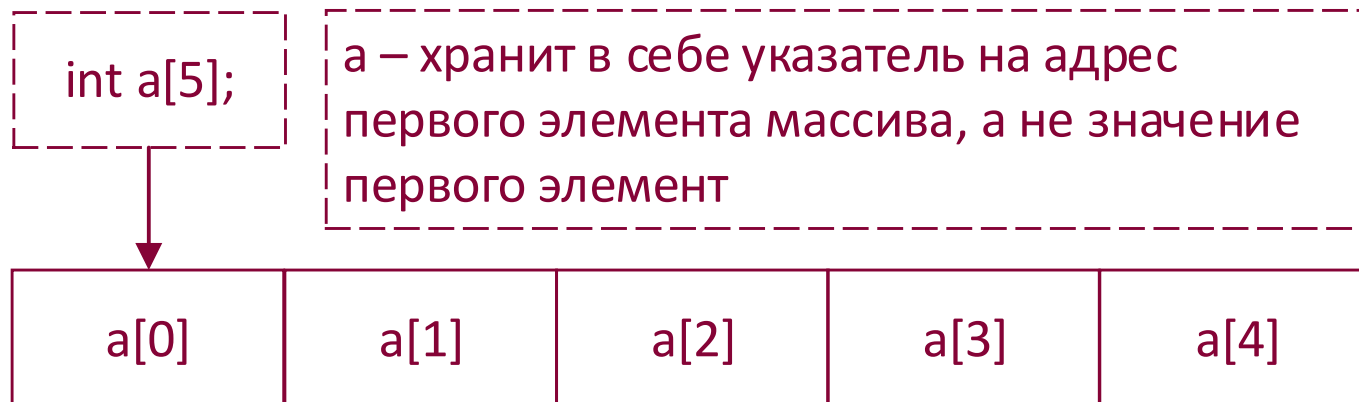 int a[5];
a – хранит в себе указатель на адрес
первого элемента массива, а не значение
первого элемент
a[0] a[1] a[2] a[3] a[4]